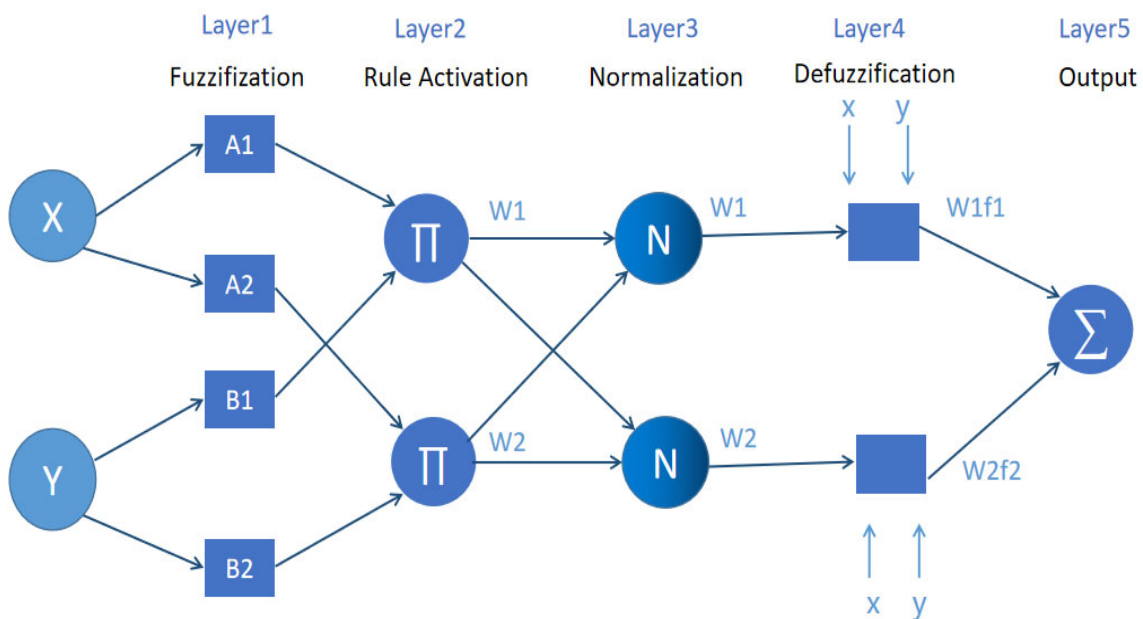 Layer1 Layer2 Layer3 Layer4 Layer5
Fuzzifization Rule Activation Normalization Defuzzification Output
x y
A1
X
W1 W1 W1f1
∏ N
A2
∑
B1
W2 W2 W2f2
Y ∏ N
B2
x y